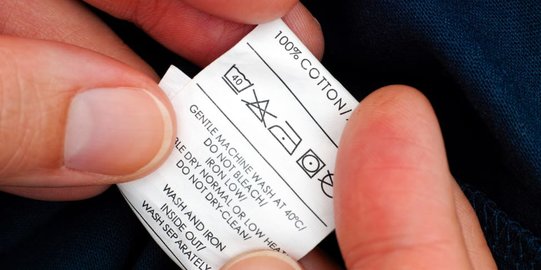 100% COTTON/
40
GENTLE MACHINE WASH AT 40°C/
DO NOT BLEACH/
IRON LOW/
DRY NORMAL OR LOW HEAT
DO NOT DRY-CLEAN/
WASH AND IRON
INSIDE OUT/
WASH SEPARATELY